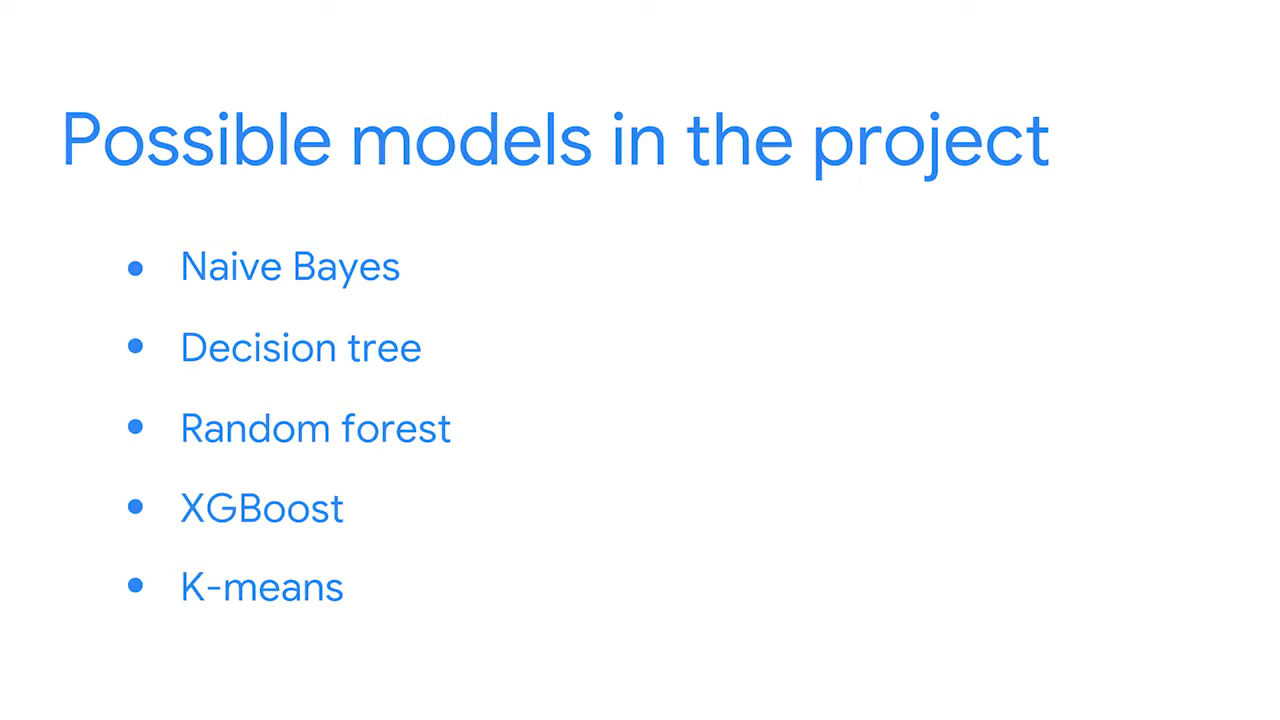 Possible models in the project
• Naive Bayes
• Decision tree
• Random forest
• XGBoost
• K-means